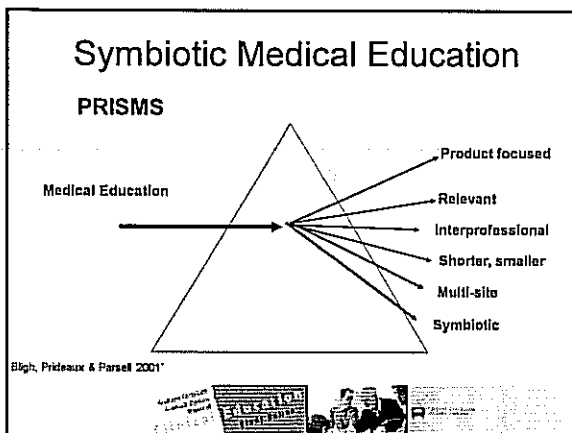 Symbiotic Medical Education
PRISMS
Product focused
Medical Education
Relevant
Interprofessional
Shorter, smaller
Multi-site
Symbiotic
Bligh, Prideaux & Parsell 2001"
Education